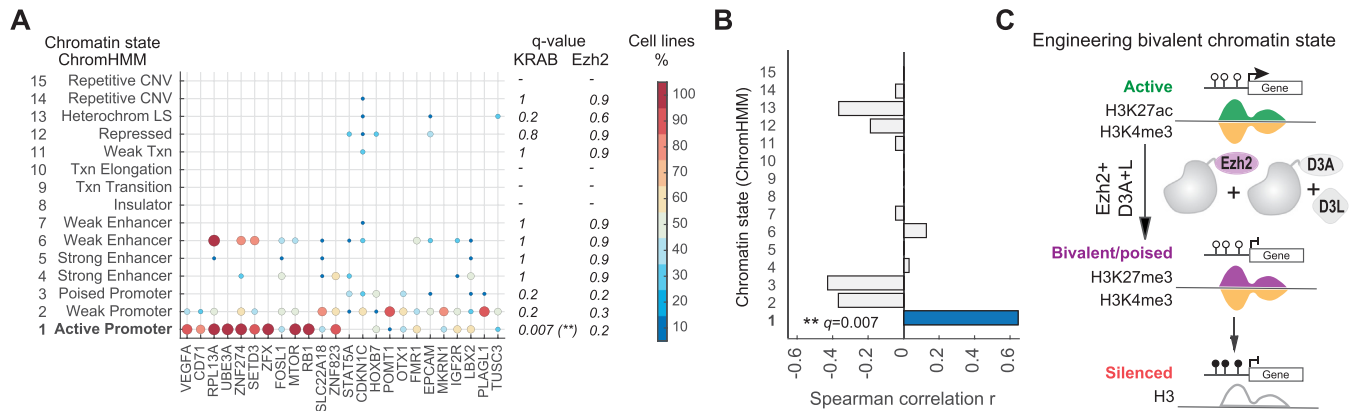 A
Chromatin state
ChromHMM
q-value
KRAB Ezh2
Cell lines
%
15 Repetitive CNV - -
14 Repetitive CNV 1 0.9
13 Heterochrom LS 0.2 0.6
12 Repressed 0.8 0.9
11 Weak Txn 1 0.9
10 Txn Elongation - -
9 Txn Transition - -
8 Insulator - -
7 Weak Enhancer 1 0.9
6 Weak Enhancer 1 0.9
5 Strong Enhancer 1 0.9
4 Strong Enhancer 1 0.9
3 Poised Promoter 0.2 0.2
2 Weak Promoter 0.2 0.3
1 Active Promoter 0.007 (**) 0.2
100
90
80
70
60
50
40
30
20
10
VEGFA
CD71
RPL13A
UBE3A
ZNF274
SETD3
ZFX
FOSL1
MTOR
RB1
SLC22A18
ZNF823
STAT5A
CDKN1C
HOXB7
POMT1
OTX1
FMR1
EPCAM
MKRN1
IGF2R
LBX2
PLAGL1
TUSC3
B
Chromatin state (ChromHMM)
15
14
13
12
11
10
9
8
7
6
5
4
3
2
1
** q=0.007
-0.6
-0.4
-0.2
0
0.2
0.4
0.6
Spearman correlation r
C
Engineering bivalent chromatin state
Active
Gene
H3K27ac
H3K4me3
Ezh2+
D3A+L
Ezh2
+
D3A
+
D3L
Bivalent/poised
Gene
H3K27me3
H3K4me3
Silenced
Gene
H3